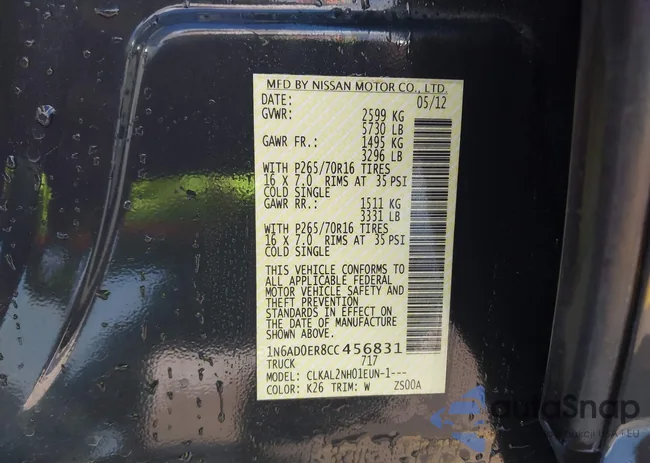 MFD BY NISSAN MOTOR CO., LTD.
DATE: 05/12
GVWR: 2599 KG
5730 LB
GAWR FR.: 1495 KG
3296 LB
WITH P265/70R16 TIRES
16 X 7.0 RIMS AT 35 PSI
COLD SINGLE
GAWR RR.: 1511 KG
3331 LB
WITH P265/70R16 TIRES
16 X 7.0 RIMS AT 35 PSI
COLD SINGLE
THIS VEHICLE CONFORMS TO
ALL APPLICABLE FEDERAL
MOTOR VEHICLE SAFETY AND
THEFT PREVENTION
STANDARDS IN EFFECT ON
THE DATE OF MANUFACTURE
SHOWN ABOVE.
1N6AD0ER8CC 456831
TRUCK 717
MODEL: CLKAL2NH01EUN-1---
COLOR: K26 TRIM: W ZS00A
autoSnap